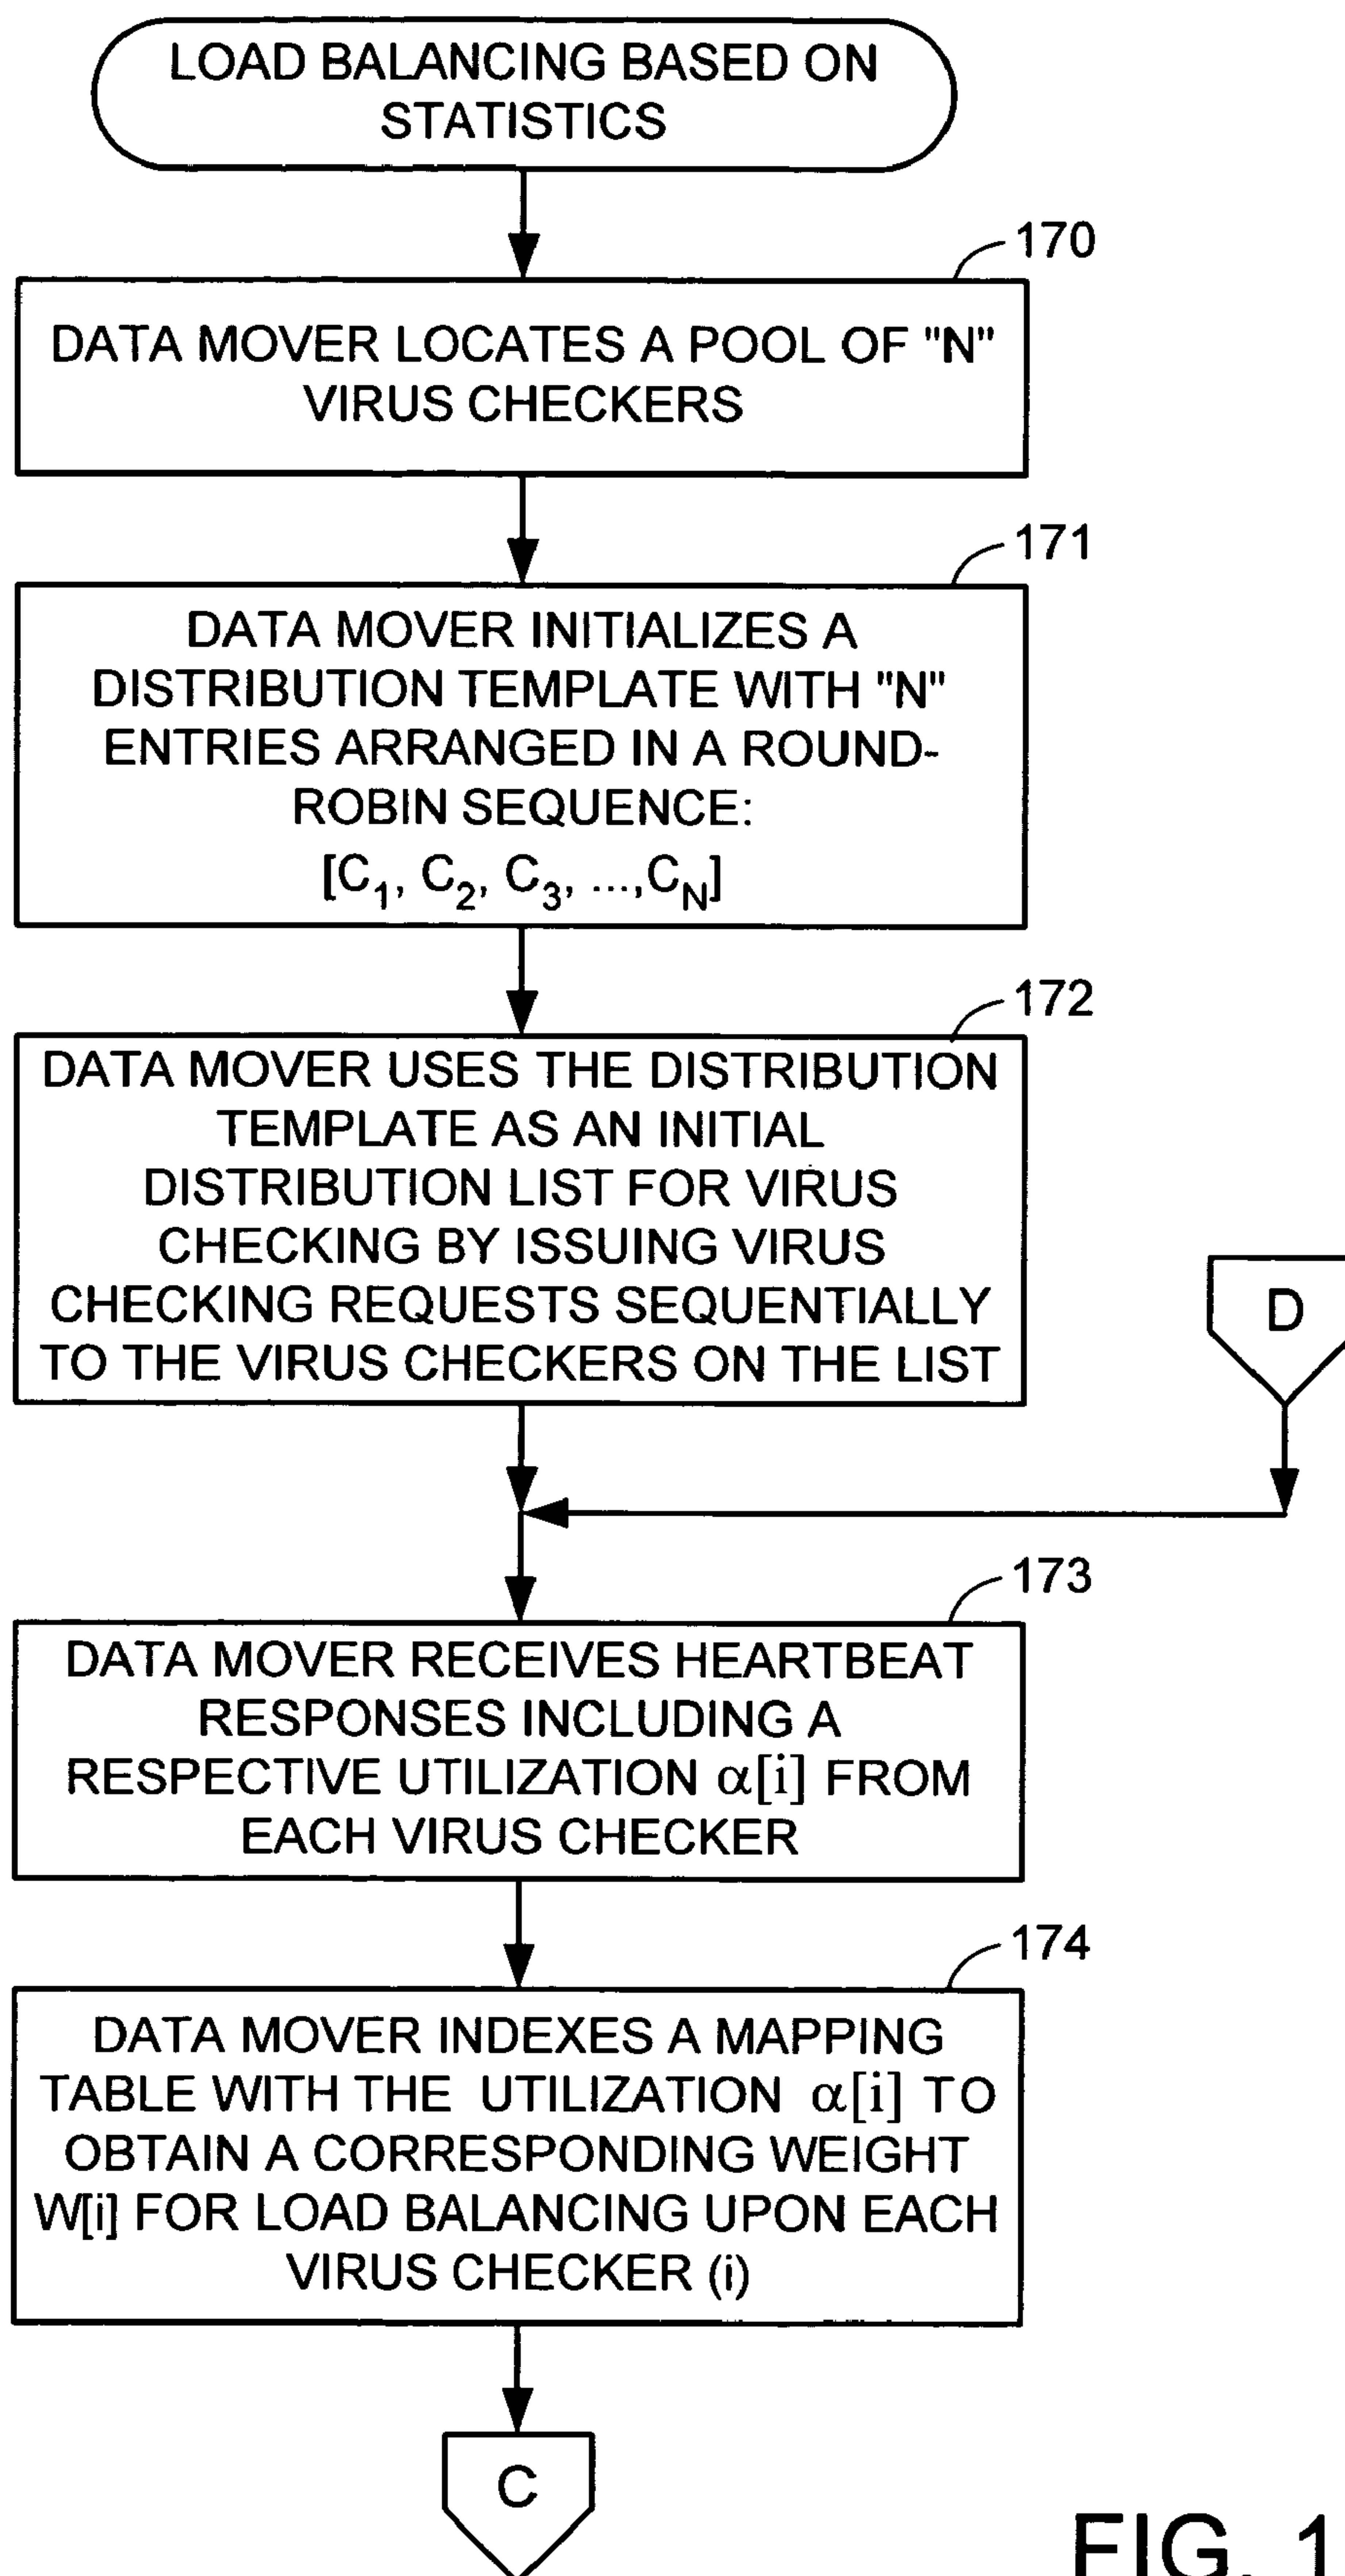 LOAD BALANCING BASED ON
STATISTICS
170
DATA MOVER LOCATES A POOL OF "N"
VIRUS CHECKERS
171
DATA MOVER INITIALIZES A
DISTRIBUTION TEMPLATE WITH "N"
ENTRIES ARRANGED IN A ROUND-
ROBIN SEQUENCE:
[C₁, C₂, C₃, ...,C_N]
172
DATA MOVER USES THE DISTRIBUTION
TEMPLATE AS AN INITIAL
DISTRIBUTION LIST FOR VIRUS
CHECKING BY ISSUING VIRUS
CHECKING REQUESTS SEQUENTIALLY
TO THE VIRUS CHECKERS ON THE LIST
D
173
DATA MOVER RECEIVES HEARTBEAT
RESPONSES INCLUDING A
RESPECTIVE UTILIZATION α[i] FROM
EACH VIRUS CHECKER
174
DATA MOVER INDEXES A MAPPING
TABLE WITH THE UTILIZATION α[i] TO
OBTAIN A CORRESPONDING WEIGHT
W[i] FOR LOAD BALANCING UPON EACH
VIRUS CHECKER (i)
C
FIG. 1